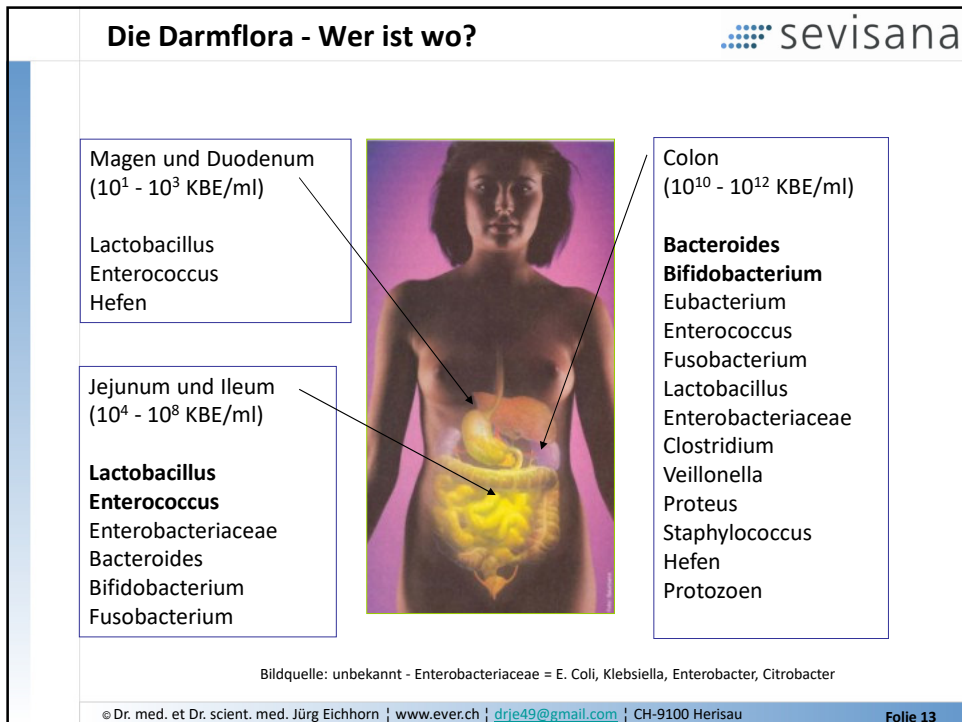 Die Darmflora - Wer ist wo?
sevisana
Magen und Duodenum
(10¹ - 10³ KBE/ml)
Lactobacillus
Enterococcus
Hefen
Jejunum und Ileum
(10⁴ - 10⁸ KBE/ml)
Lactobacillus
Enterococcus
Enterobacteriaceae
Bacteroides
Bifidobacterium
Fusobacterium
Colon
(10¹⁰ - 10¹² KBE/ml)
Bacteroides
Bifidobacterium
Eubacterium
Enterococcus
Fusobacterium
Lactobacillus
Enterobacteriaceae
Clostridium
Veillonella
Proteus
Staphylococcus
Hefen
Protozoen
Bildquelle: unbekannt - Enterobacteriaceae = E. Coli, Klebsiella, Enterobacter, Citrobacter
© Dr. med. et Dr. scient. med. Jürg Eichhorn ¦ www.ever.ch ¦ drje49@gmail.com ¦ CH-9100 Herisau
Folie 13